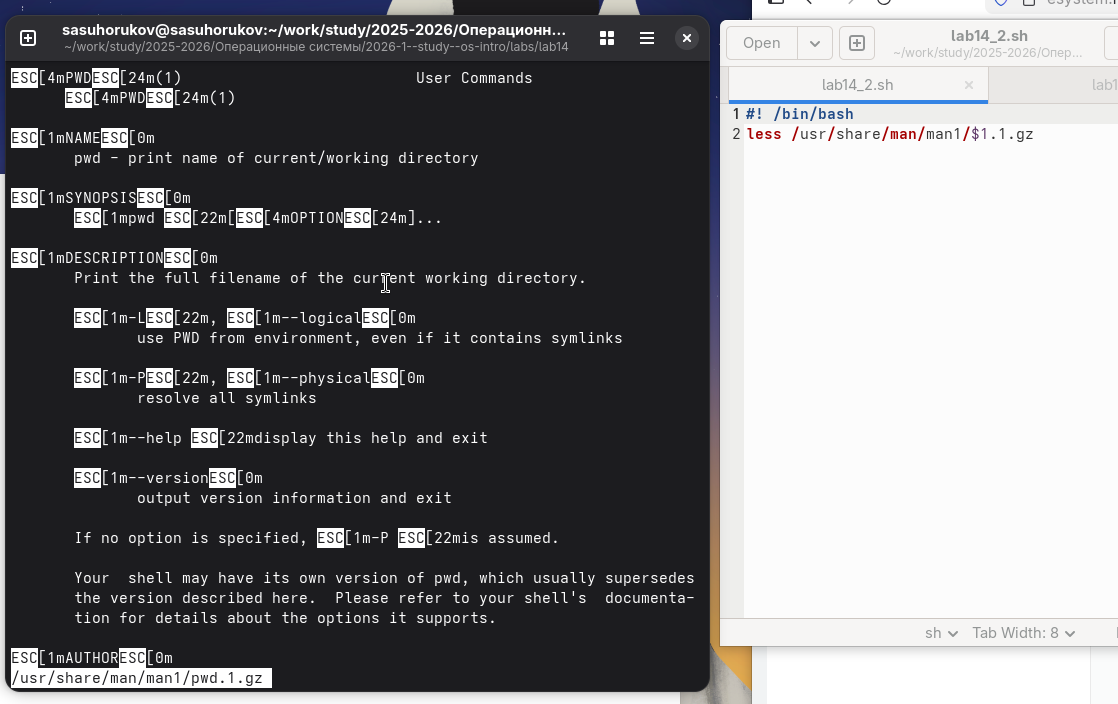 sasuhorukov@sasuhorukov:~/work/study/2025-2026/Операционн...
~/work/study/2025-2026/Операционные системы/2026-1--study--os-intro/labs/lab14
ESC[4mPWDESC[24m(1) User Commands
ESC[4mPWDESC[24m(1)
ESC[1mNAMEESC[0m
pwd - print name of current/working directory
ESC[1mSYNOPSISESC[0m
ESC[1mpwd ESC[22m[ESC[4mOPTIONESC[24m]...
ESC[1mDESCRIPTIONESC[0m
Print the full filename of the current working directory.
ESC[1m-LESC[22m, ESC[1m--logicalESC[0m
use PWD from environment, even if it contains symlinks
ESC[1m-PESC[22m, ESC[1m--physicalESC[0m
resolve all symlinks
ESC[1m--help ESC[22mdisplay this help and exit
ESC[1m--versionESC[0m
output version information and exit
If no option is specified, ESC[1m-P ESC[22mis assumed.
Your  shell may have its own version of pwd, which usually supersedes
the version described here.  Please refer to your shell's  documenta-
tion for details about the options it supports.
ESC[1mAUTHORESC[0m
/usr/share/man/man1/pwd.1.gz
Open
lab14_2.sh
~/work/study/2025-2026/Опер...
lab14_2.sh
lab1
1 #! /bin/bash
2 less /usr/share/man/man1/$1.1.gz
sh
Tab Width: 8